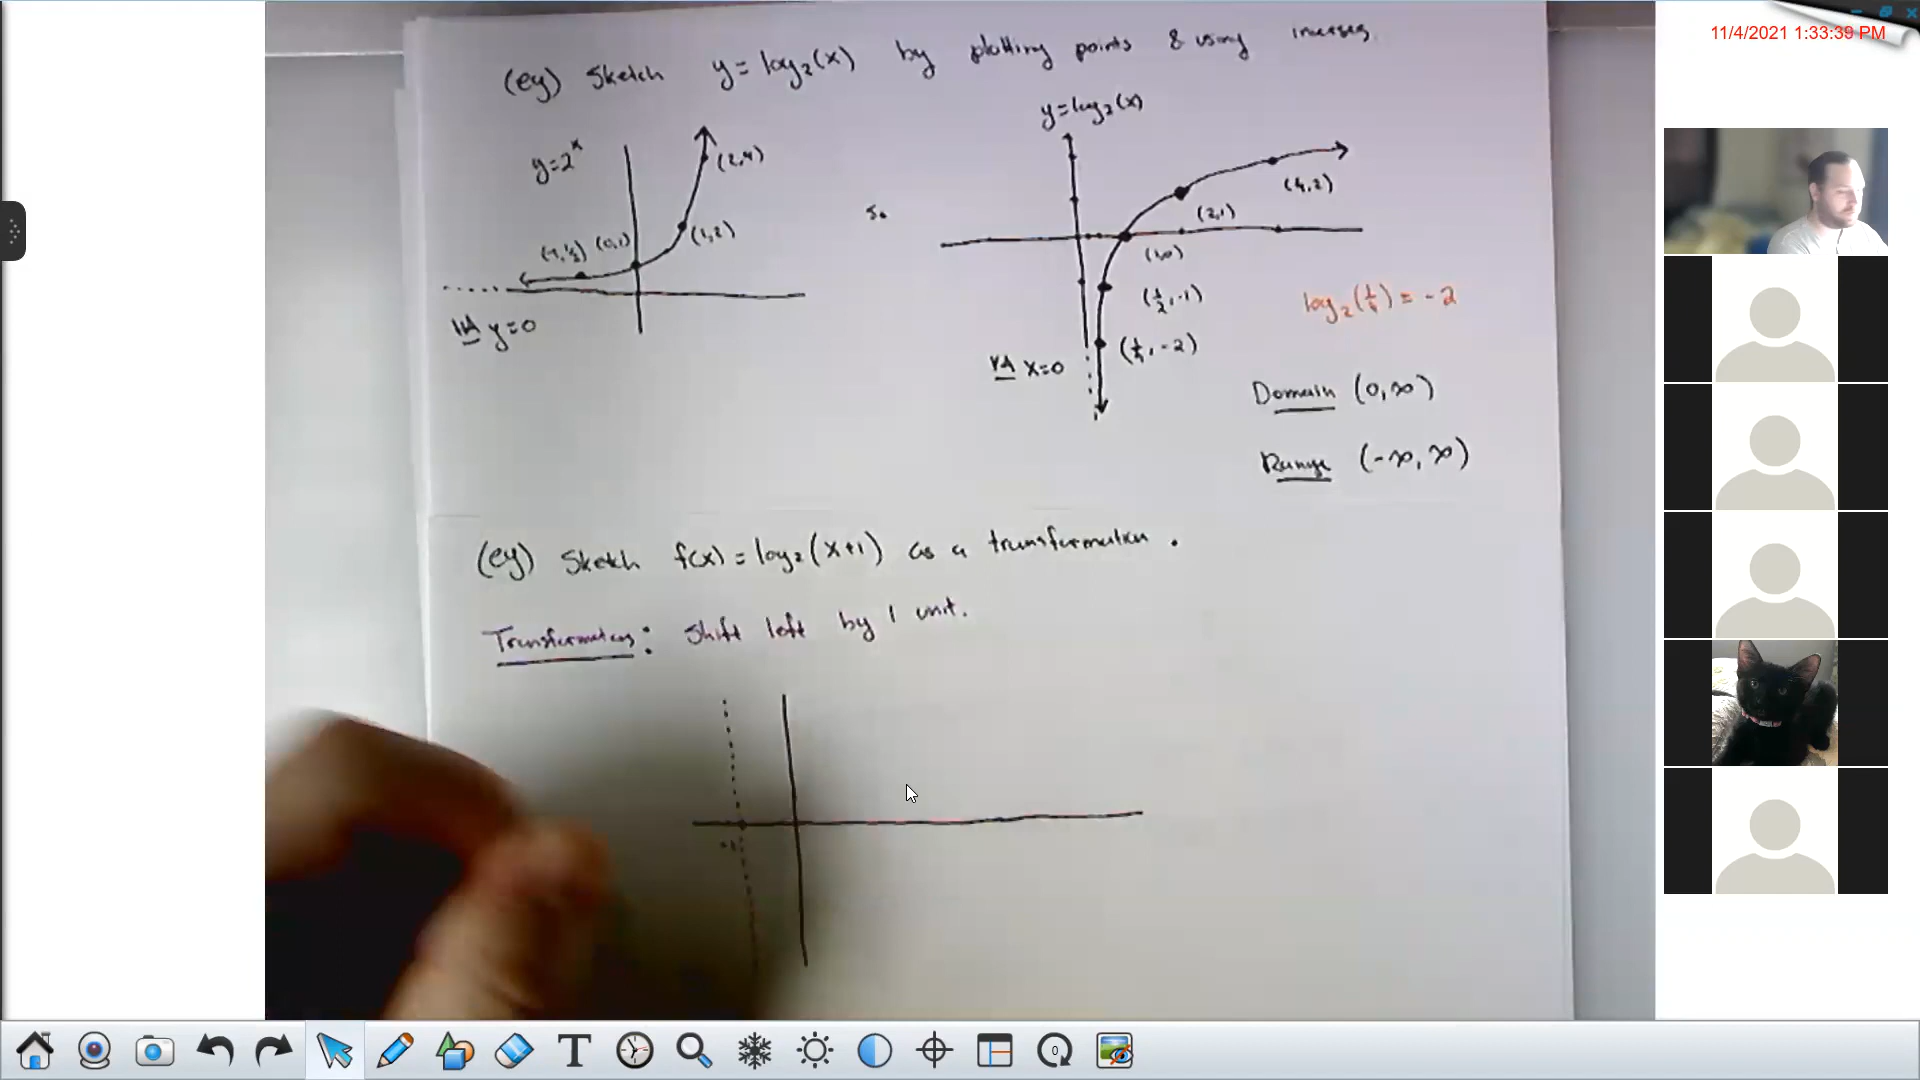 11/4/2021 1:33:39 PM
(eg) Sketch y=log₂(x) by plotting points & using inverses.
y=2ˣ
(2,4)
(1,2)
(0,1)
(-1,½)
HA y=0
so
y=log₂(x)
(4,2)
(2,1)
(1,0)
(½,-1)
(¼,-2)
VA x=0
log₂(¼) = -2
Domain (0,∞)
Range (-∞,∞)
(eg) Sketch f(x) = log₂(x+1) as a transformation.
Transformations: Shift left by 1 unit.
-1
T
0